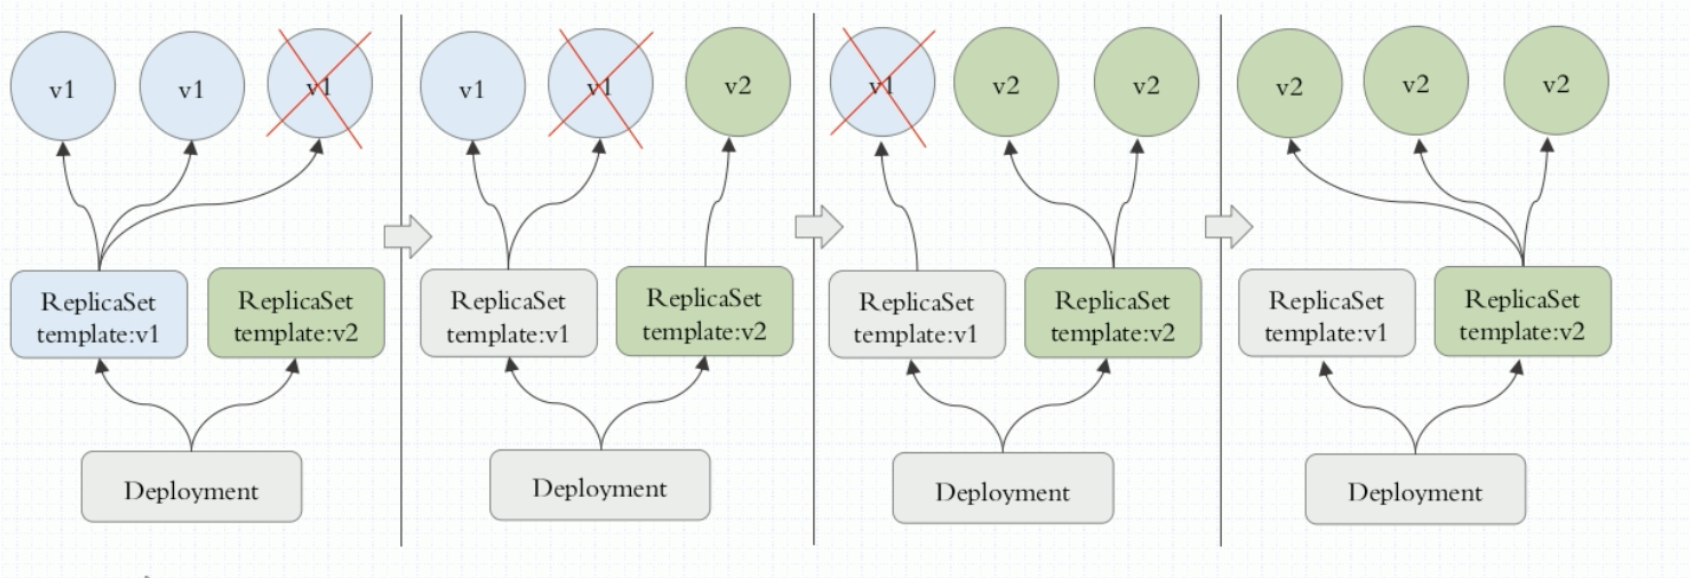 v1
v1
v1
ReplicaSet
template:v1
ReplicaSet
template:v2
Deployment
v1
v1
v2
ReplicaSet
template:v1
ReplicaSet
template:v2
Deployment
v1
v2
v2
ReplicaSet
template:v1
ReplicaSet
template:v2
Deployment
v2
v2
v2
ReplicaSet
template:v1
ReplicaSet
template:v2
Deployment